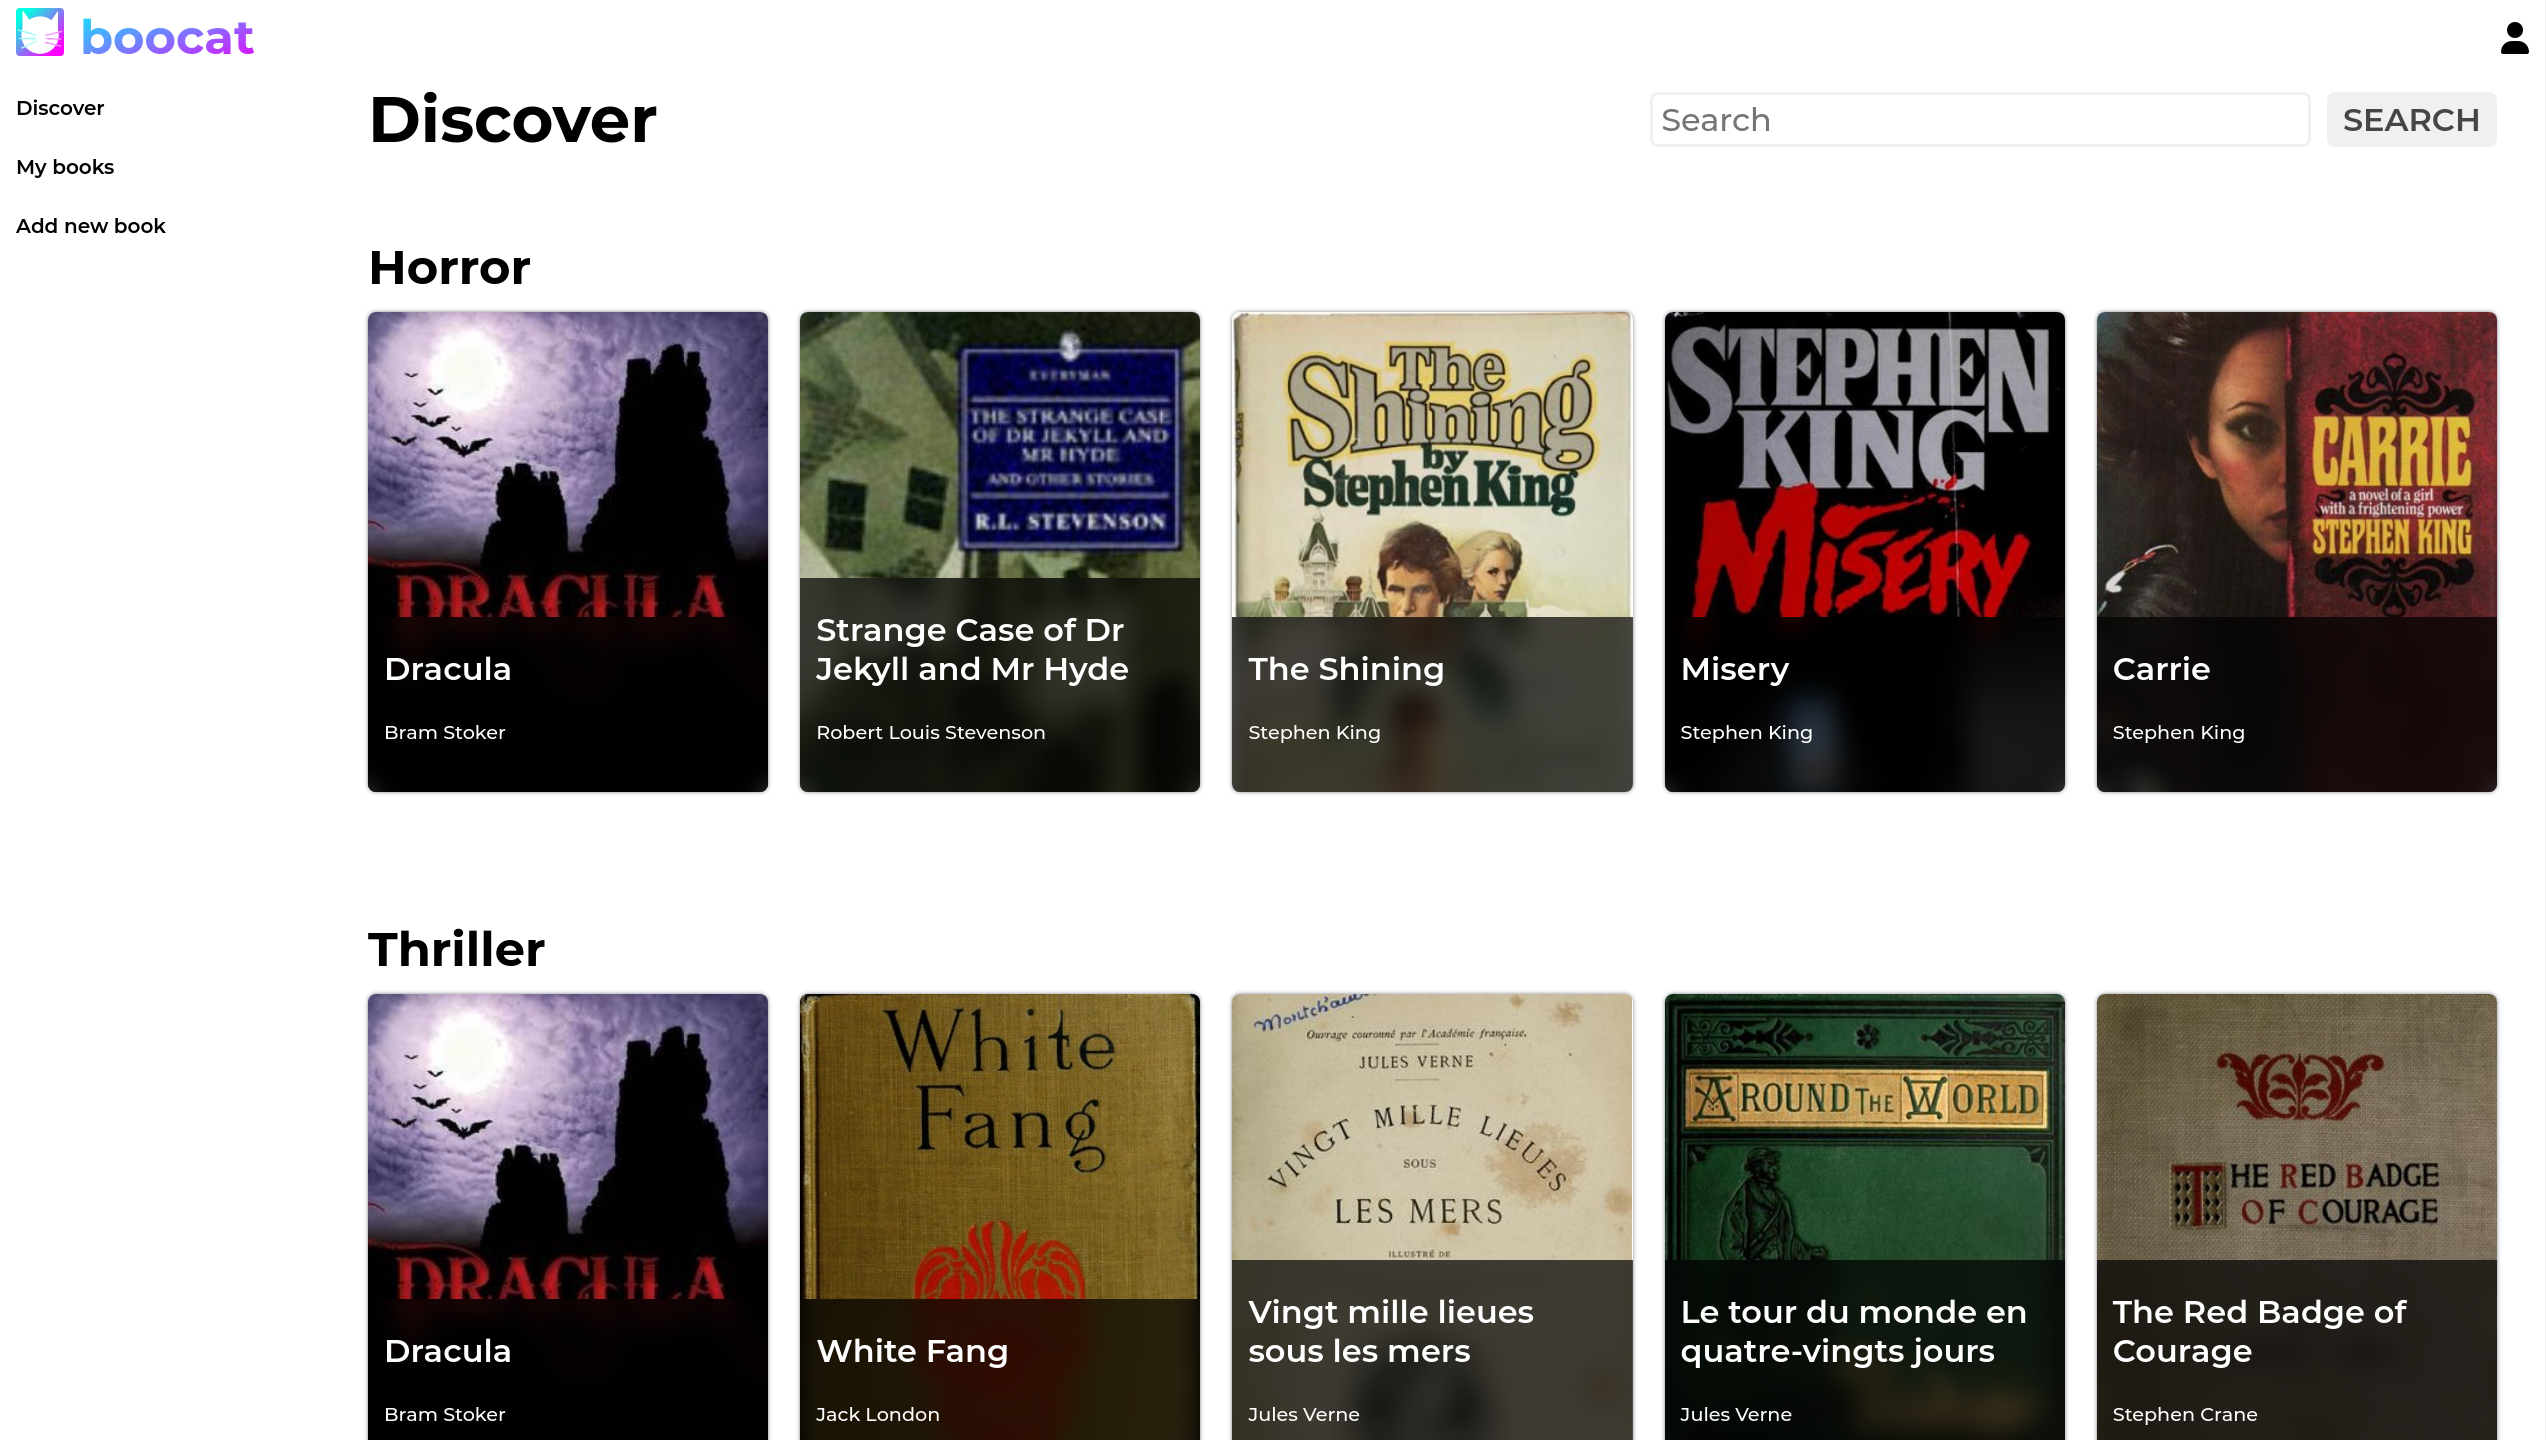 boocat
Discover
My books
Add new book
Discover
Search
SEARCH
Horror
DRACULA
Dracula
Bram Stoker
EVERYMAN
THE STRANGE CASE
OF DR JEKYLL AND
MR HYDE
AND OTHER STORIES
R.L. STEVENSON
Strange Case of Dr
Jekyll and Mr Hyde
Robert Louis Stevenson
The
Shining
by
Stephen King
The Shining
Stephen King
STEPHEN
KING
MISERY
Misery
Stephen King
CARRIE
a novel of a girl
with a frightening power
STEPHEN KING
Carrie
Stephen King
Thriller
DRACULA
Dracula
Bram Stoker
White
Fang
White Fang
Jack London
Ouvrage couronné par l'Académie française.
JULES VERNE
VINGT MILLE LIEUES
SOUS
LES MERS
ILLUSTRÉ DE
Vingt mille lieues
sous les mers
Jules Verne
AROUND THE WORLD
Le tour du monde en
quatre-vingts jours
Jules Verne
THE RED BADGE
OF COURAGE
The Red Badge of
Courage
Stephen Crane